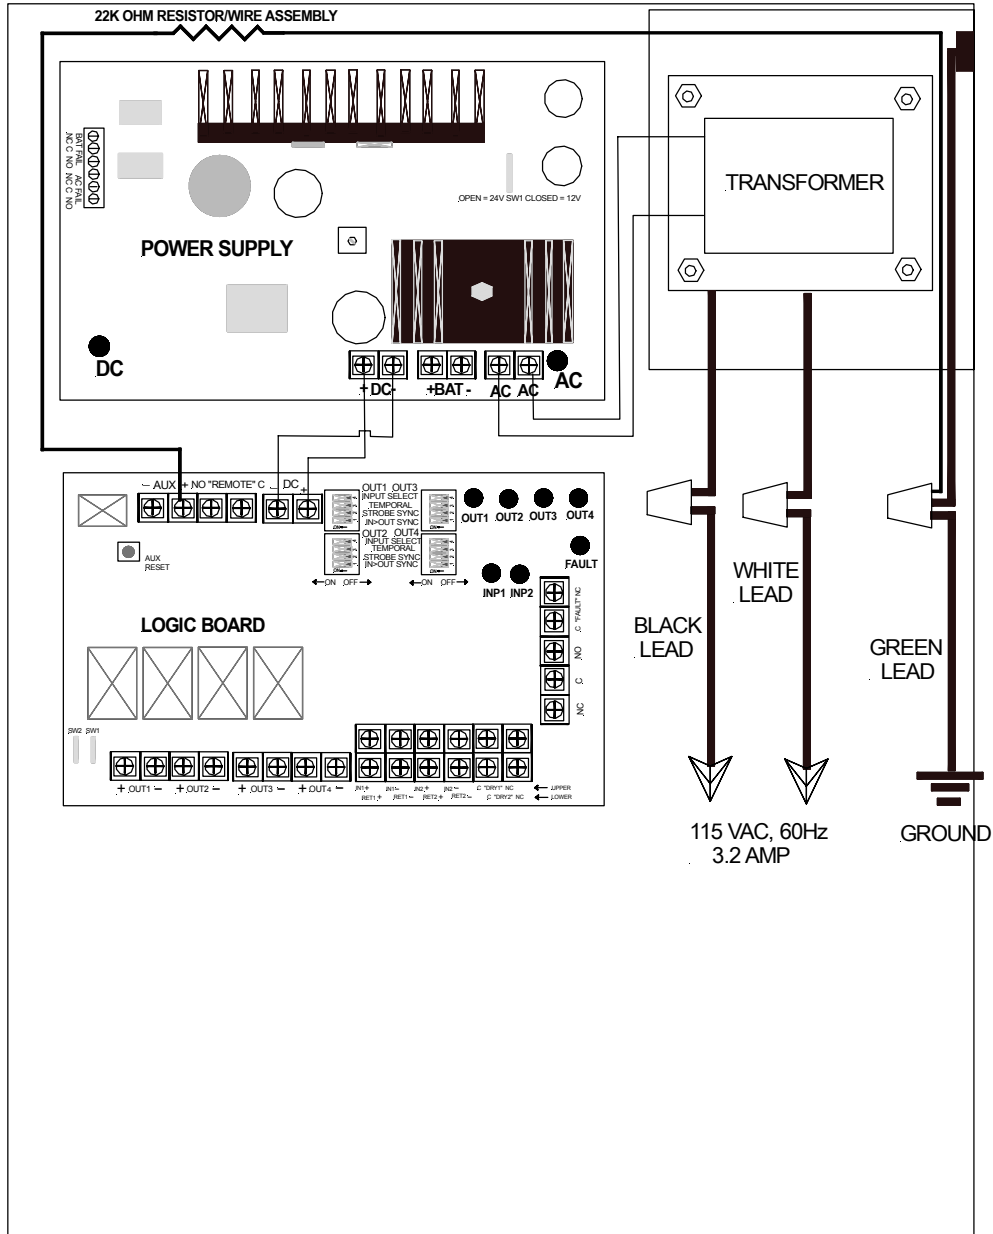 22K OHM RESISTOR/WIRE ASSEMBLY
BAT FAIL AC FAIL
NC C NO NC C NO
OPEN = 24V SW1 CLOSED = 12V
TRANSFORMER
POWER SUPPLY
DC
AC
+ DC -
+BAT -
AC AC
– AUX + NO "REMOTE" C – DC +
OUT1 OUT3
INPUT SELECT
TEMPORAL
STROBE SYNC
IN>OUT SYNC
OUT2 OUT4
INPUT SELECT
TEMPORAL
STROBE SYNC
IN>OUT SYNC
ON
ON
ON
ON
←ON OFF→
←ON OFF→
OUT1 OUT2 OUT3 OUT4
FAULT
INP1 INP2
AUX
RESET
LOGIC BOARD
C "FAULT" NC
NO
C
NC
SW2 SW1
+ OUT1 – + OUT2 – + OUT3 – + OUT4 –
IN1+ IN1– IN2+ IN2– C "DRY1" NC ← UPPER
RET1+ RET1– RET2+ RET2– C "DRY2" NC ← LOWER
BLACK
LEAD
WHITE
LEAD
GREEN
LEAD
115 VAC, 60Hz
3.2 AMP
GROUND